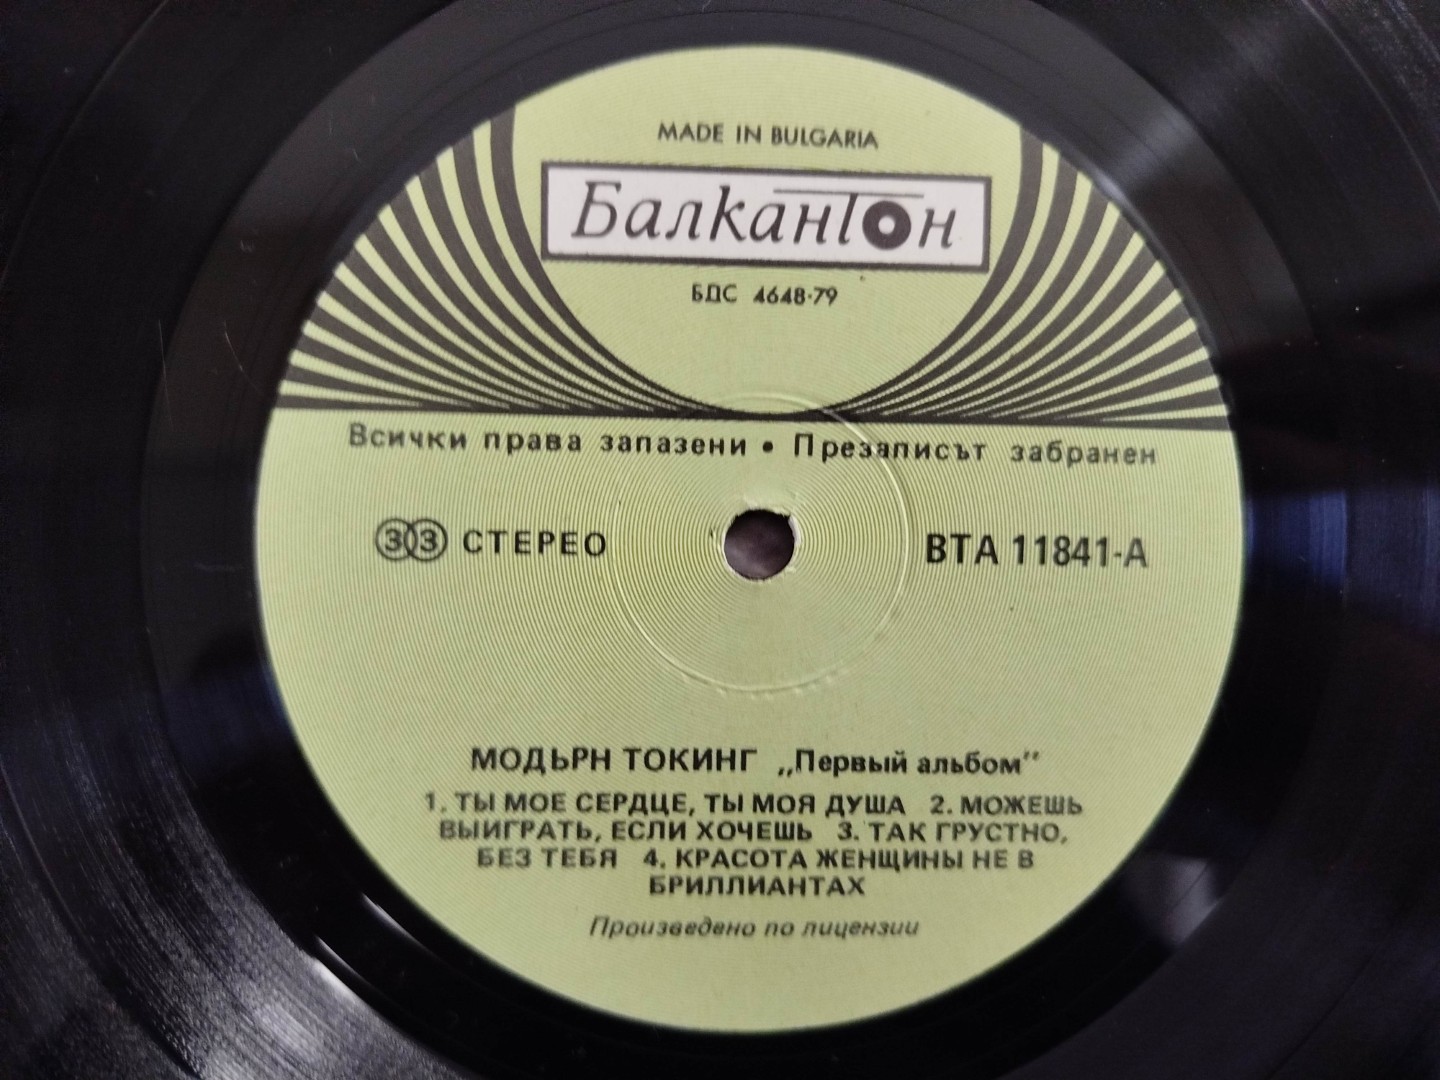 MADE IN BULGARIA
Балкантон
БДС 4648-79
Всички права запазени • Презаписът забранен
33 СТЕРЕО
ВТА 11841-А
МОДЬРН ТОКИНГ „Первый альбом”
1. ТЫ МОЕ СЕРДЦЕ, ТЫ МОЯ ДУША 2. МОЖЕШЬ
ВЫИГРАТЬ, ЕСЛИ ХОЧЕШЬ 3. ТАК ГРУСТНО,
БЕЗ ТЕБЯ 4. КРАСОТА ЖЕНЩИНЫ НЕ В
БРИЛЛИАНТАХ
Произведено по лицензии